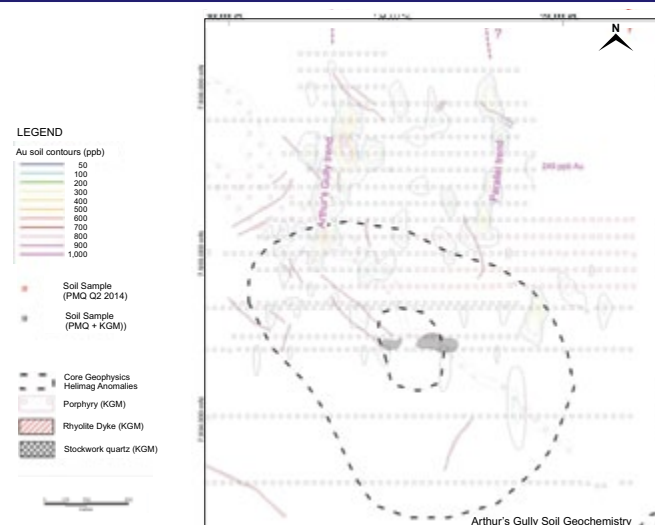 N
?
?
LEGEND
Au soil contours (ppb)
50
100
200
300
400
500
600
700
800
900
1,000
Soil Sample
(PMQ Q2 2014)
Soil Sample
(PMQ + KGM))
Core Geophysics
Helimag Anomalies
Porphyry (KGM)
Rhyolite Dyke (KGM)
Stockwork quartz (KGM)
Arthur's Gully trend
Parallel trend
Arthur's Gully Soil Geochemistry